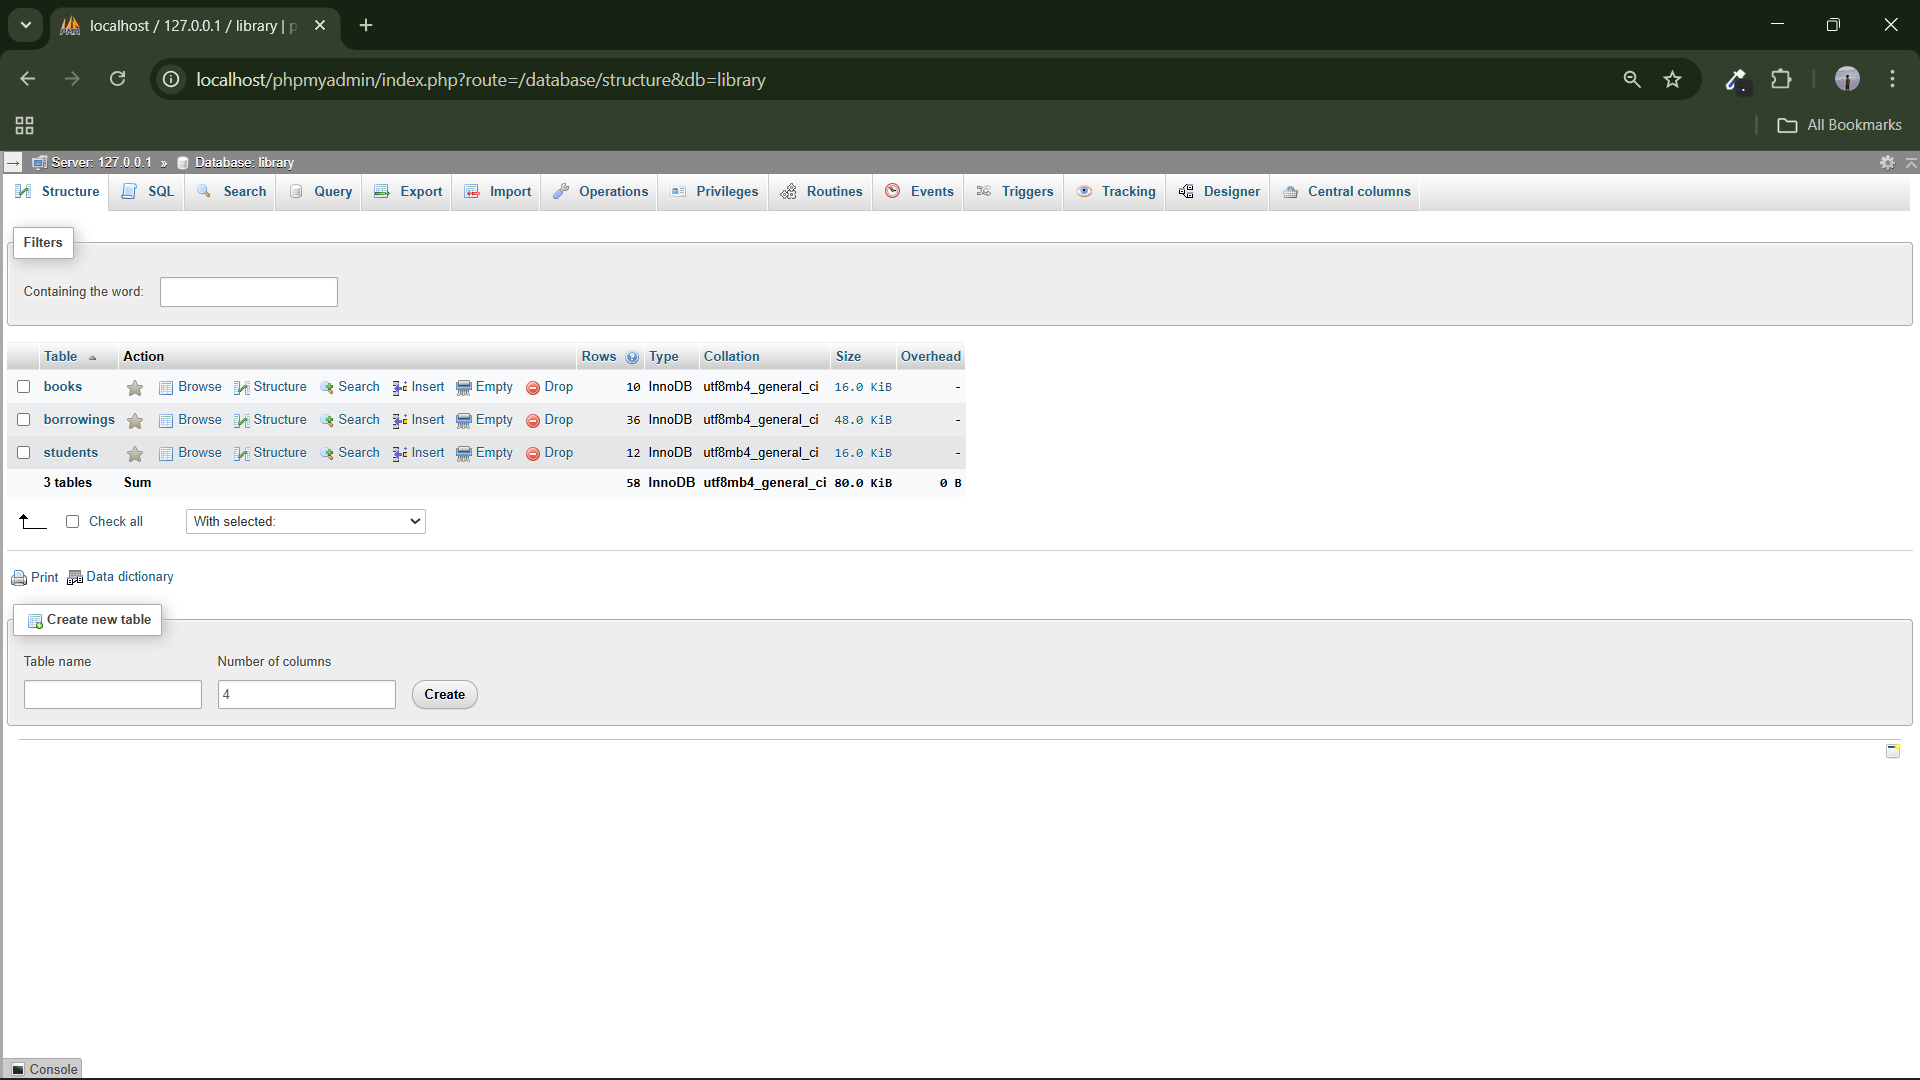 localhost / 127.0.0.1 / library | p
localhost/phpmyadmin/index.php?route=/database/structure&db=library
All Bookmarks
Server: 127.0.0.1 » Database: library
Structure SQL Search Query Export Import Operations Privileges Routines Events Triggers Tracking Designer Central columns
Filters
Containing the word:
Table Action Rows Type Collation Size Overhead
books Browse Structure Search Insert Empty Drop 10 InnoDB utf8mb4_general_ci 16.0 KiB -
borrowings Browse Structure Search Insert Empty Drop 36 InnoDB utf8mb4_general_ci 48.0 KiB -
students Browse Structure Search Insert Empty Drop 12 InnoDB utf8mb4_general_ci 16.0 KiB -
3 tables Sum 58 InnoDB utf8mb4_general_ci 80.0 KiB 0 B
Check all With selected:
Print Data dictionary
Create new table
Table name Number of columns
4 Create
Console